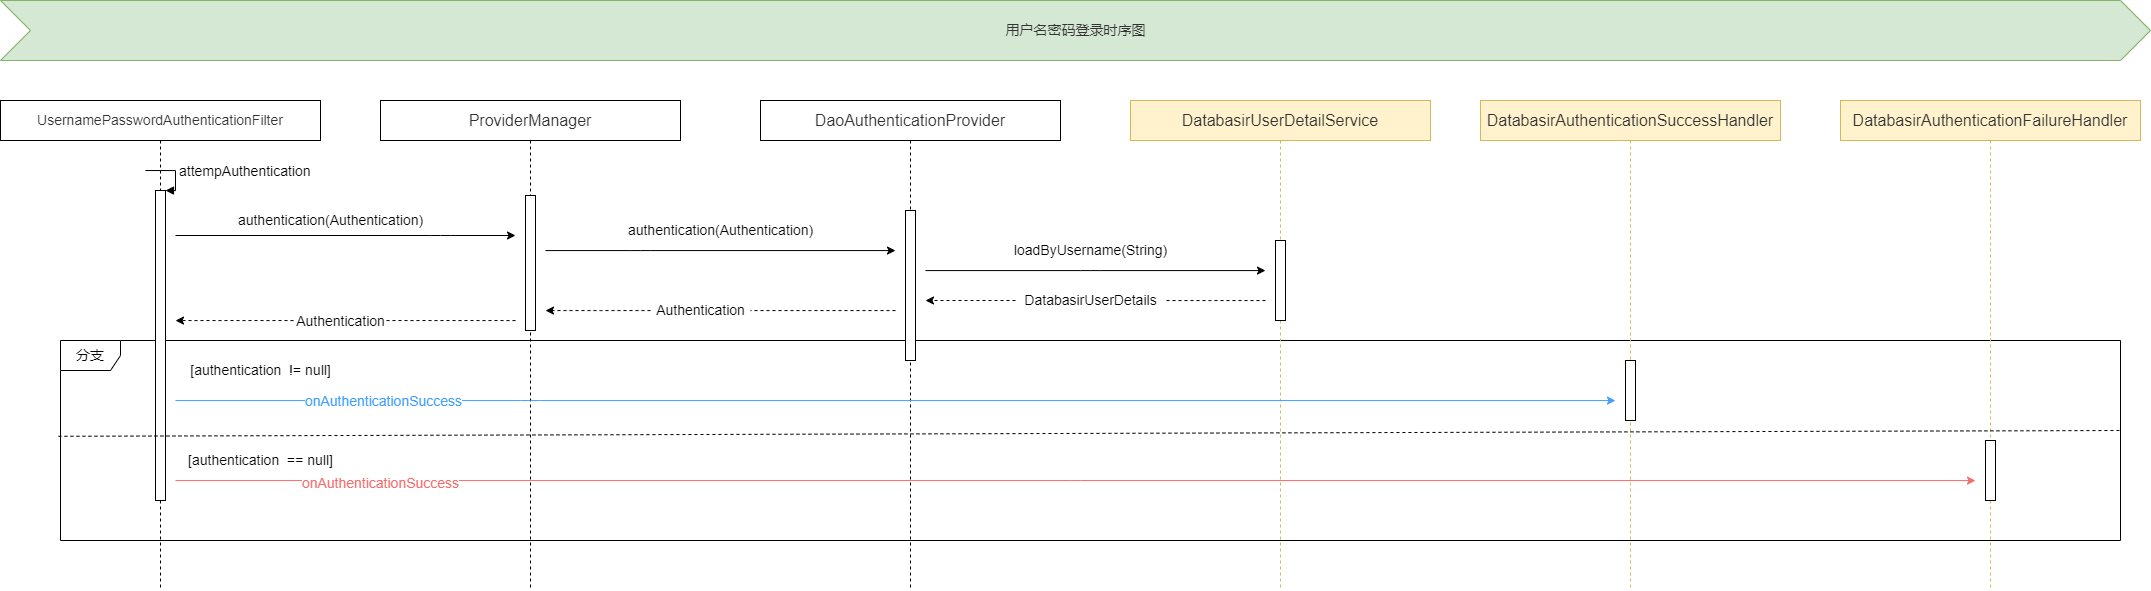 用户名密码登录时序图
UsernamePasswordAuthenticationFilter
ProviderManager
DaoAuthenticationProvider
DatabasirUserDetailService
DatabasirAuthenticationSuccessHandler
DatabasirAuthenticationFailureHandler
attempAuthentication
authentication(Authentication)
authentication(Authentication)
loadByUsername(String)
DatabasirUserDetails
Authentication
Authentication
分支
[authentication != null]
onAuthenticationSuccess
[authentication == null]
onAuthenticationSuccess